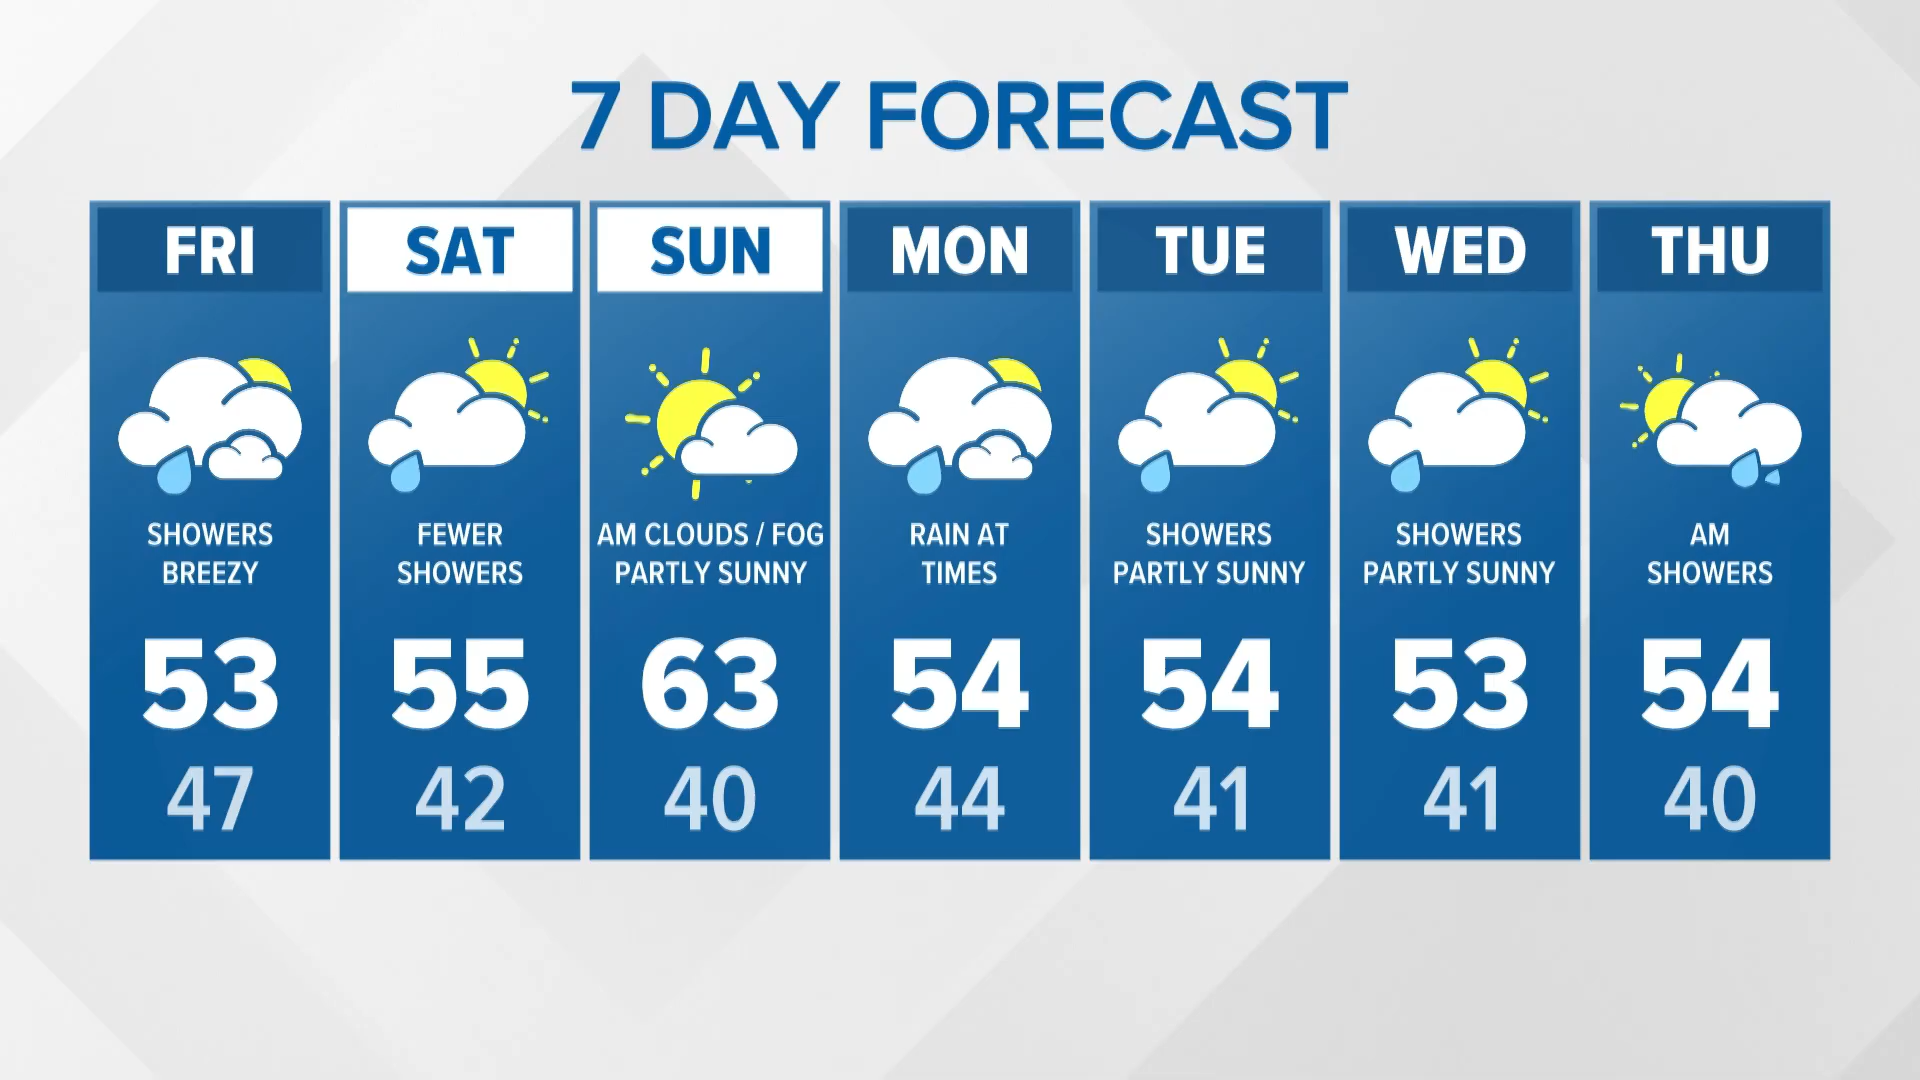 7 DAY FORECAST
FRI
SHOWERS
BREEZY
53
47
SAT
FEWER
SHOWERS
55
42
SUN
AM CLOUDS / FOG
PARTLY SUNNY
63
40
MON
RAIN AT
TIMES
54
44
TUE
SHOWERS
PARTLY SUNNY
54
41
WED
SHOWERS
PARTLY SUNNY
53
41
THU
AM
SHOWERS
54
40